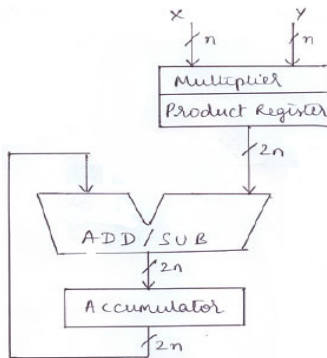 X Y
n n
Multiplier
Product Register
2n
ADD/SUB
2n
Accumulator
2n